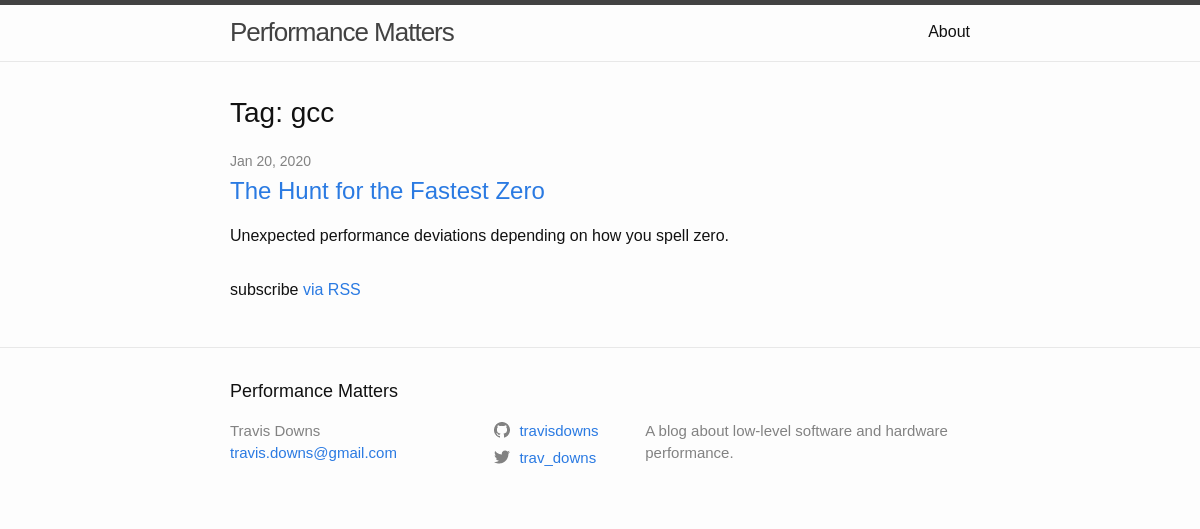 Performance Matters
About
Tag: gcc
Jan 20, 2020
The Hunt for the Fastest Zero
Unexpected performance deviations depending on how you spell zero.
subscribe via RSS
Performance Matters
Travis Downs
travis.downs@gmail.com
travisdowns
trav_downs
A blog about low-level software and hardware
performance.